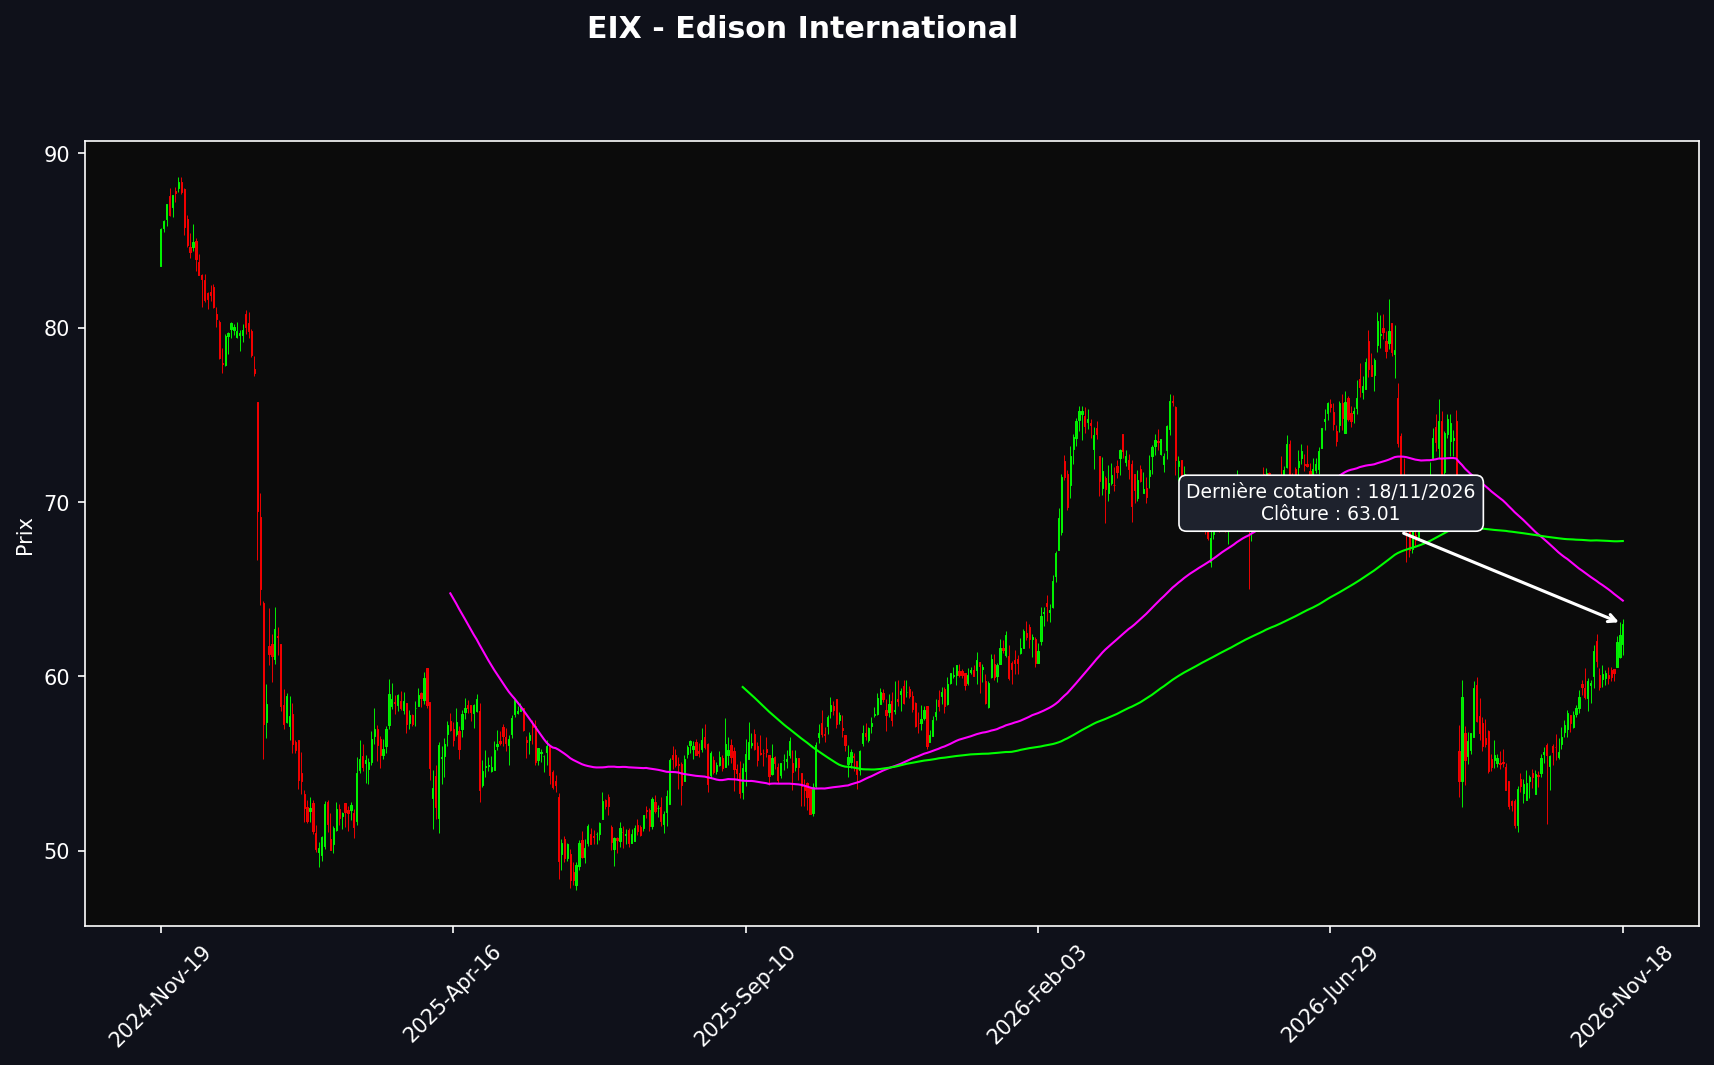 EIX - Edison International
90
80
70
60
50
Prix
Dernière cotation : 18/11/2026
Clôture : 63.01
2024-Nov-19
2025-Apr-16
2025-Sep-10
2026-Feb-03
2026-Jun-29
2026-Nov-18